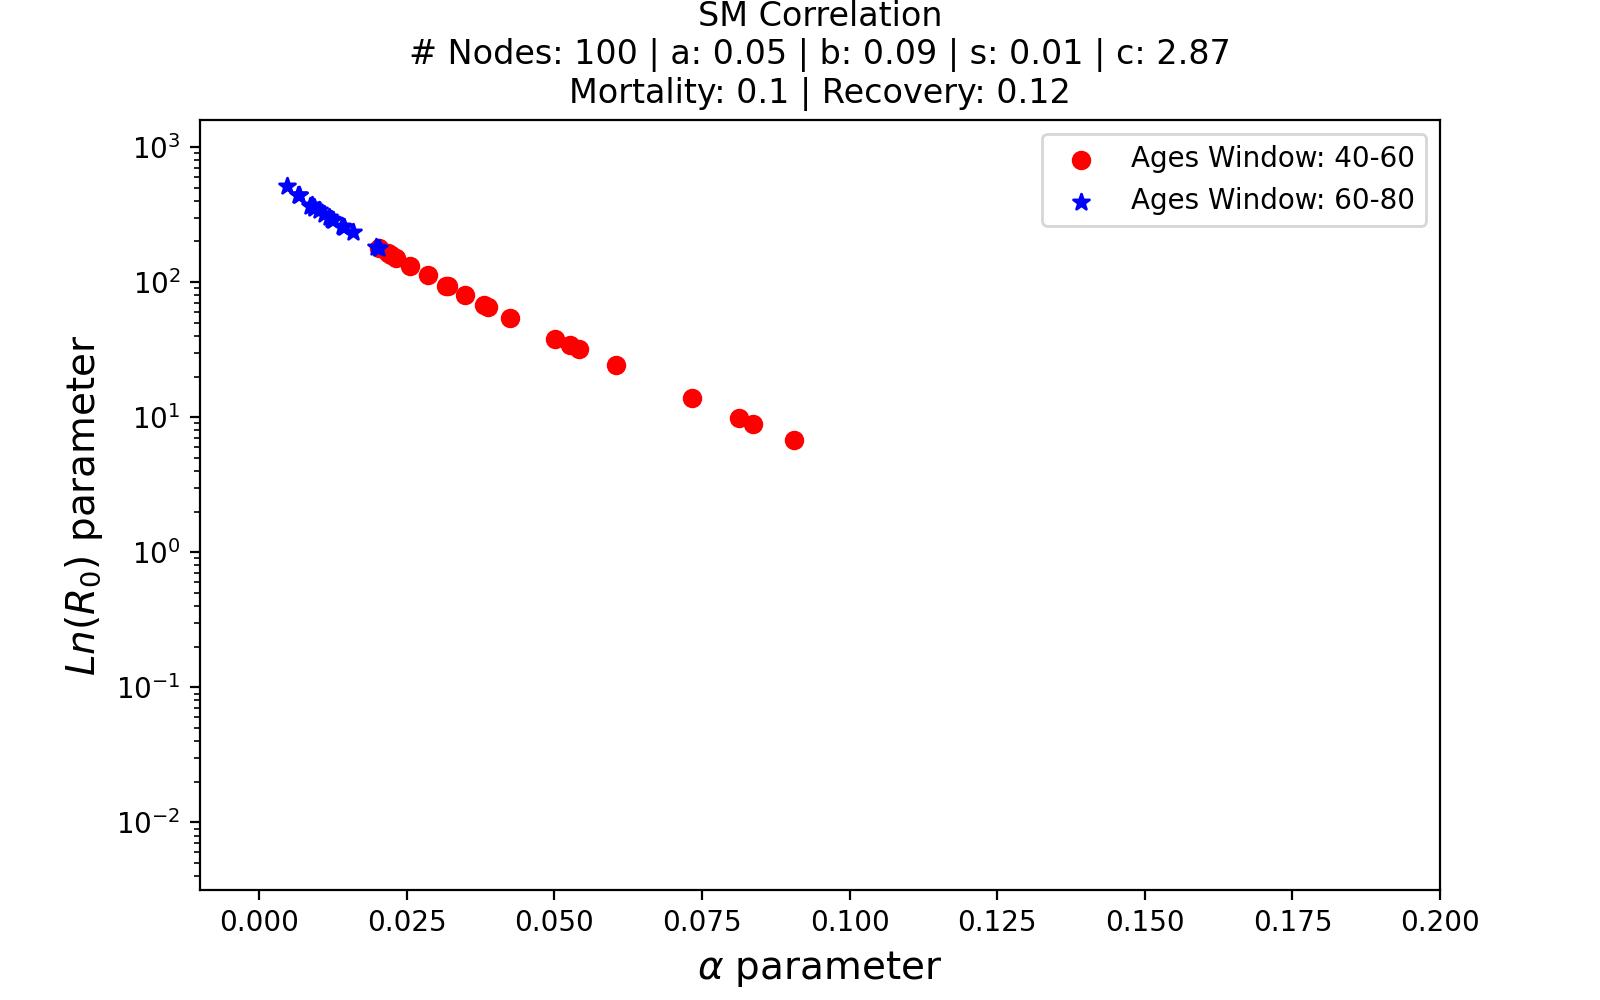 SM Correlation
# Nodes: 100 | a: 0.05 | b: 0.09 | s: 0.01 | c: 2.87
Mortality: 0.1 | Recovery: 0.12
Ages Window: 40-60
Ages Window: 60-80
Ln(R₀) parameter
10³
10²
10¹
10⁰
10⁻¹
10⁻²
0.000 0.025 0.050 0.075 0.100 0.125 0.150 0.175 0.200
α parameter